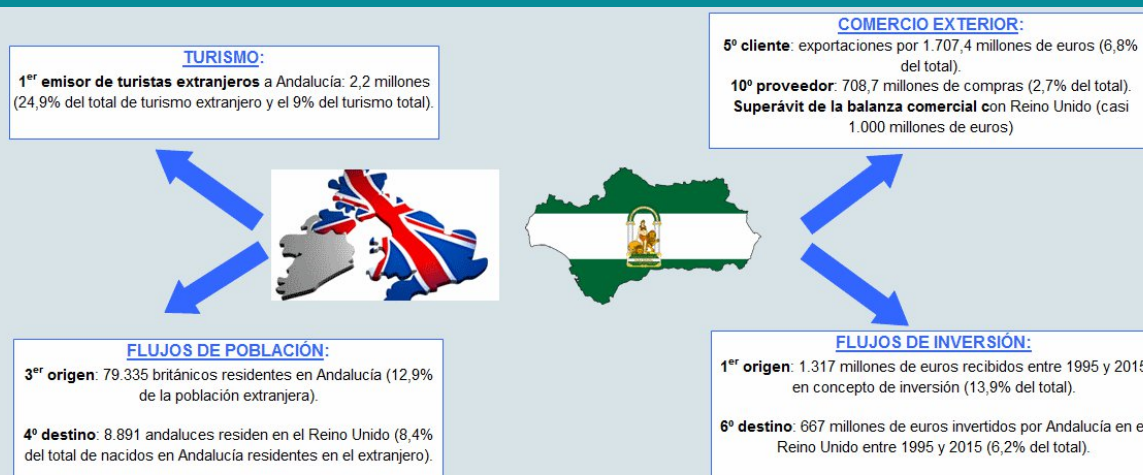 TURISMO:
1er emisor de turistas extranjeros a Andalucía: 2,2 millones
(24,9% del total de turismo extranjero y el 9% del turismo total).
COMERCIO EXTERIOR:
5º cliente: exportaciones por 1.707,4 millones de euros (6,8%
del total).
10º proveedor: 708,7 millones de compras (2,7% del total).
Superávit de la balanza comercial con Reino Unido (casi
1.000 millones de euros)
FLUJOS DE POBLACIÓN:
3er origen: 79.335 británicos residentes en Andalucía (12,9%
de la población extranjera).
4º destino: 8.891 andaluces residen en el Reino Unido (8,4%
del total de nacidos en Andalucía residentes en el extranjero).
FLUJOS DE INVERSIÓN:
1er origen: 1.317 millones de euros recibidos entre 1995 y 2015
en concepto de inversión (13,9% del total).
6º destino: 667 millones de euros invertidos por Andalucía en e
Reino Unido entre 1995 y 2015 (6,2% del total).